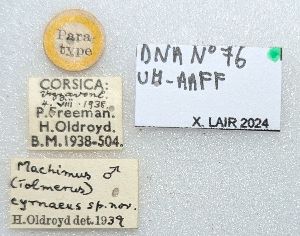 Para-
type
CORSICA:
Vizzavona
4. VIII. 1938.
P. Freeman.
H. Oldroyd.
B.M. 1938-504.
Machimus ♂
(Tolmerus)
cyrnaeus sp. nov.
H. Oldroyd det. 1939
DNA N° 76
UH-AAFF
X. LAIR 2024